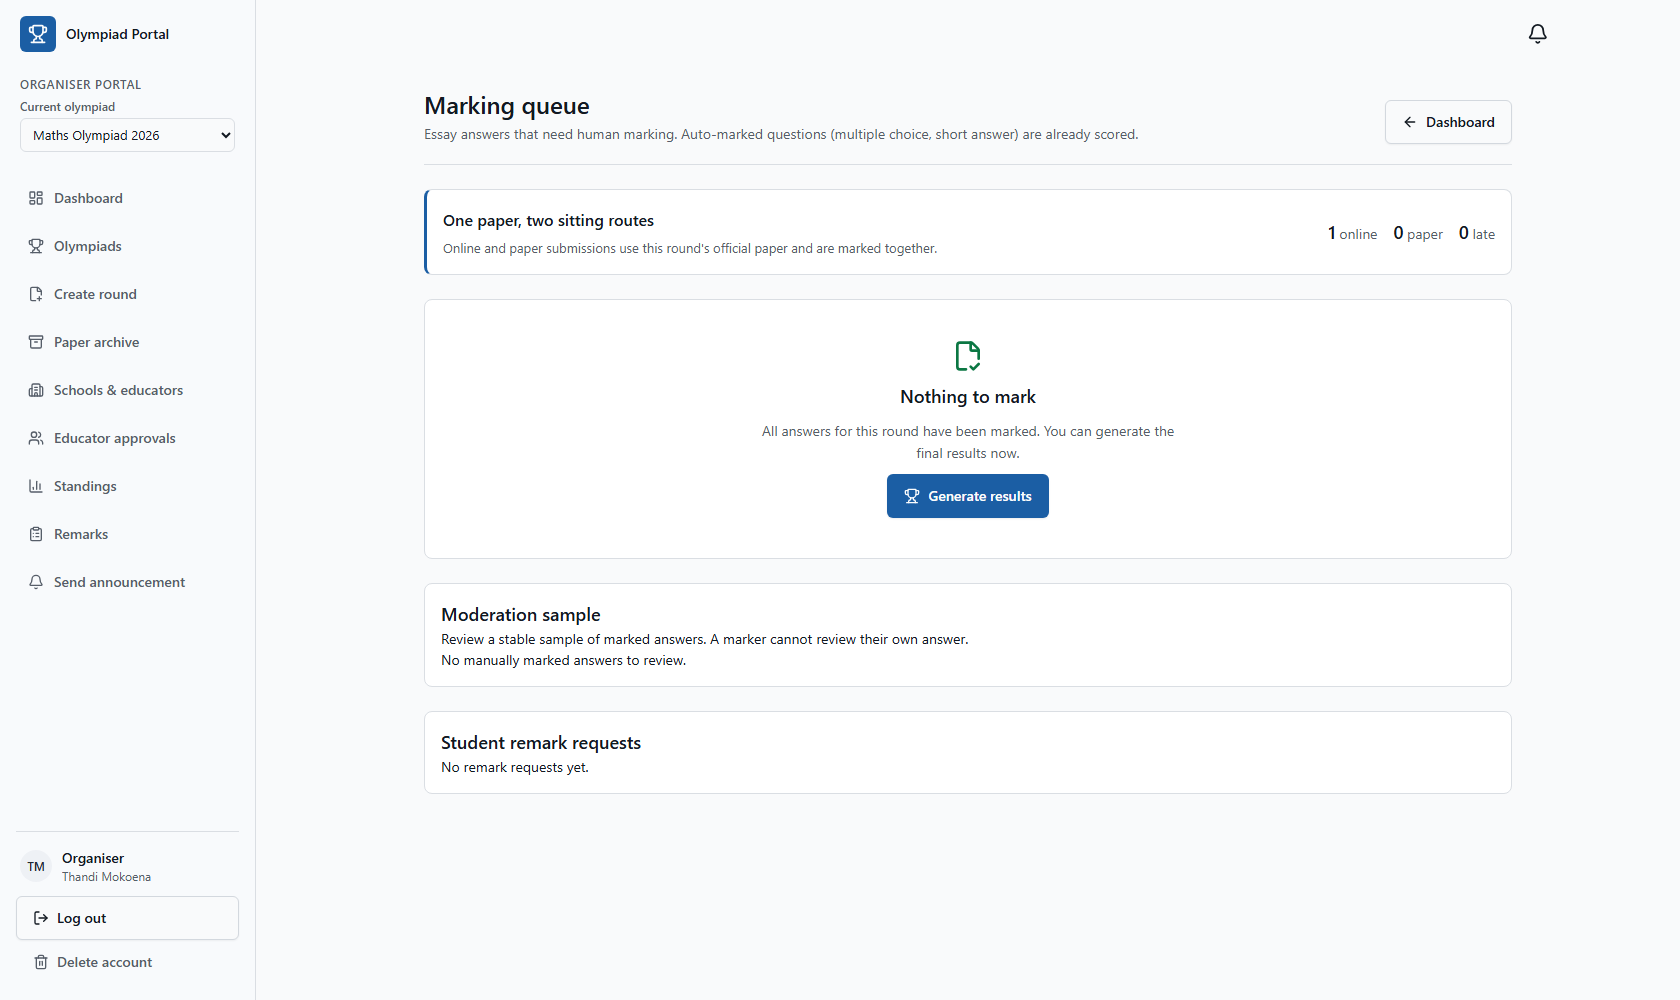 Olympiad Portal
ORGANISER PORTAL
Current olympiad
Maths Olympiad 2026
Dashboard
Olympiads
Create round
Paper archive
Schools & educators
Educator approvals
Standings
Remarks
Send announcement
TM
Organiser
Thandi Mokoena
Log out
Delete account
Marking queue
Essay answers that need human marking. Auto-marked questions (multiple choice, short answer) are already scored.
Dashboard
One paper, two sitting routes
Online and paper submissions use this round's official paper and are marked together.
1 online 0 paper 0 late
Nothing to mark
All answers for this round have been marked. You can generate the
final results now.
Generate results
Moderation sample
Review a stable sample of marked answers. A marker cannot review their own answer.
No manually marked answers to review.
Student remark requests
No remark requests yet.